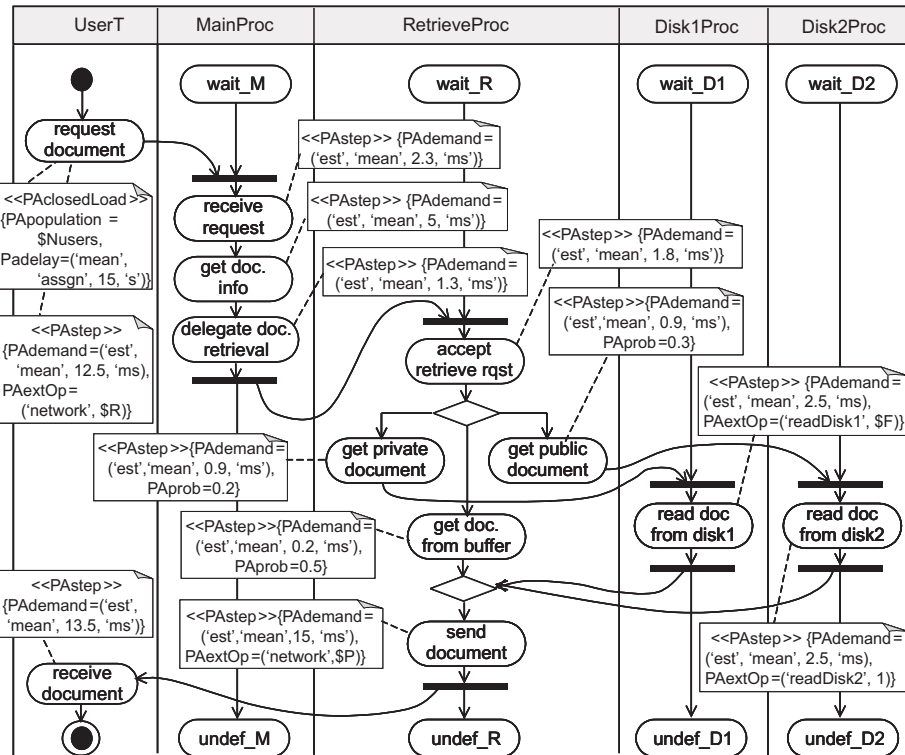 UserT MainProc RetrieveProc Disk1Proc Disk2Proc
wait_M
wait_R
wait_D1
wait_D2
request
document
<<PAstep>> {PAdemand=
('est', 'mean', 2.3, 'ms')}
<<PAclosedLoad>>
{PApopulation =
$Nusers,
Padelay=('mean',
'assgn', 15, 's')}
receive
request
<<PAstep>> {PAdemand=
('est', 'mean', 5, 'ms')}
<<PAstep>> {PAdemand=
('est', 'mean', 1.8, 'ms')}
get doc.
info
<<PAstep>> {PAdemand=
('est', 'mean', 1.3, 'ms')}
<<PAstep>>{PAdemand=
('est','mean', 0.9, 'ms'),
PAprob=0.3}
<<PAstep>>
{PAdemand=('est',
'mean', 12.5, 'ms),
PAextOp=
('network', $R)}
delegate doc.
retrieval
accept
retrieve rqst
<<PAstep>> {PAdemand=
('est', 'mean', 2.5, 'ms),
PAextOp=('readDisk1', $F)}
<<PAstep>>{PAdemand=
('est','mean', 0.9, 'ms'),
PAprob=0.2}
get private
document
get public
document
<<PAstep>>{PAdemand=
('est','mean', 0.2, 'ms'),
PAprob=0.5}
get doc.
from buffer
read doc
from disk1
read doc
from disk2
<<PAstep>>
{PAdemand=('est',
'mean', 13.5, 'ms')}
<<PAstep>>{PAdemand=
('est','mean',15, 'ms'),
PAextOp=('network',$P)}
send
document
<<PAstep>> {PAdemand=
('est', 'mean', 2.5, 'ms),
PAextOp=('readDisk2', 1)}
receive
document
undef_M
undef_R
undef_D1
undef_D2